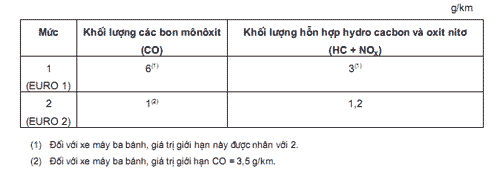 g/km
Mức Khối lượng các bon mônôxit Khối lượng hỗn hợp hydro cacbon và oxit nitơ
(CO) (HC + NOX)
1 6(1) 3(1)
(EURO 1)
2 1(2) 1,2
(EURO 2)
(1) Đối với xe máy ba bánh, giá trị giới hạn này được nhân với 2.
(2) Đối với xe máy ba bánh, giá trị giới hạn CO = 3,5 g/km.